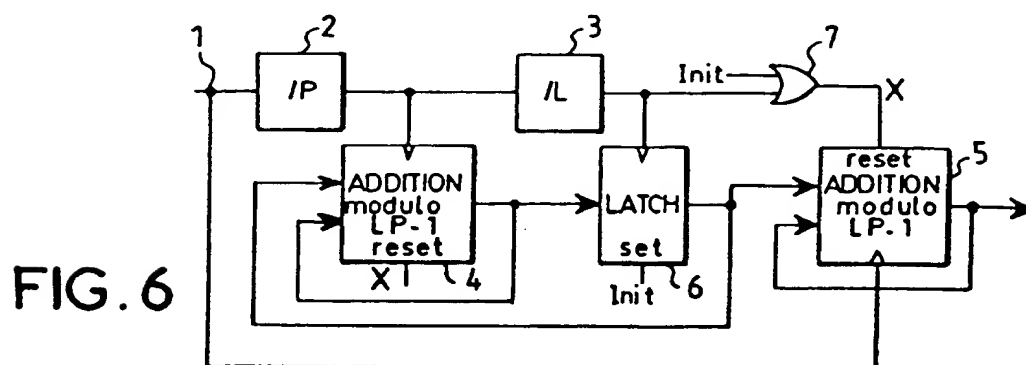 1
2
/P
3
/L
Init
7
X
ADDITION
modulo
LP-1
reset
X
4
LATCH
set
Init
6
reset
ADDITION
modulo
LP-1
5
FIG. 6